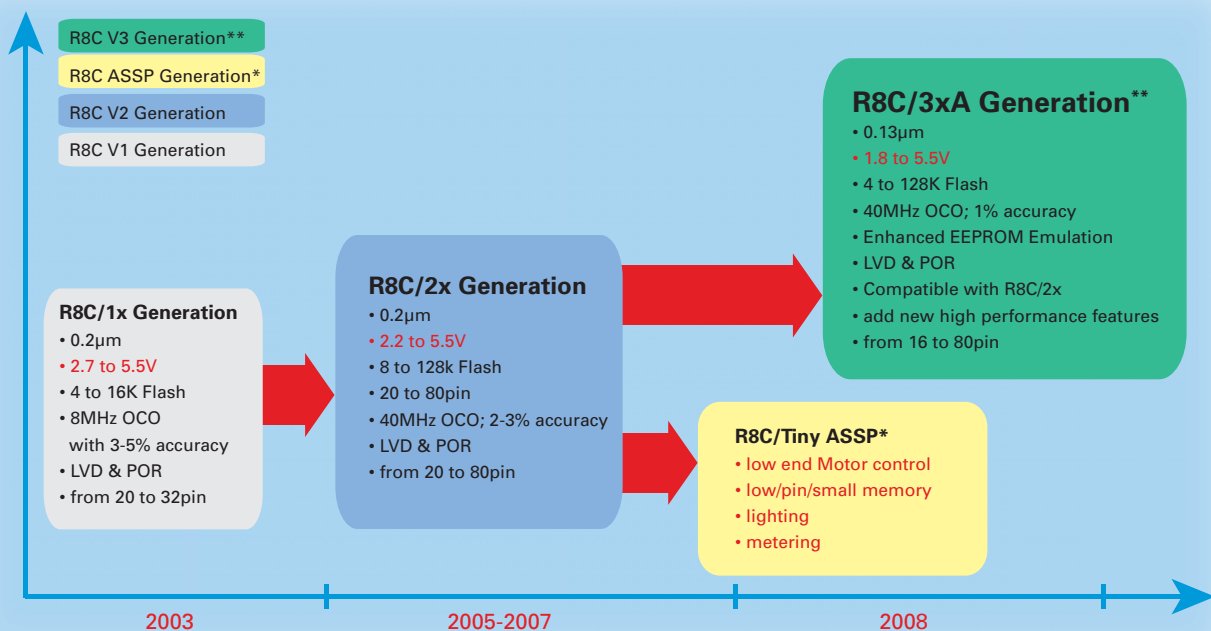 R8C V3 Generation**
R8C ASSP Generation*
R8C V2 Generation
R8C V1 Generation
R8C/1x Generation
• 0.2µm
• 2.7 to 5.5V
• 4 to 16K Flash
• 8MHz OCO
with 3-5% accuracy
• LVD & POR
• from 20 to 32pin
R8C/2x Generation
• 0.2µm
• 2.2 to 5.5V
• 8 to 128k Flash
• 20 to 80pin
• 40MHz OCO; 2-3% accuracy
• LVD & POR
• from 20 to 80pin
R8C/3xA Generation**
• 0.13µm
• 1.8 to 5.5V
• 4 to 128K Flash
• 40MHz OCO; 1% accuracy
• Enhanced EEPROM Emulation
• LVD & POR
• Compatible with R8C/2x
• add new high performance features
• from 16 to 80pin
R8C/Tiny ASSP*
• low end Motor control
• low/pin/small memory
• lighting
• metering
2003
2005-2007
2008